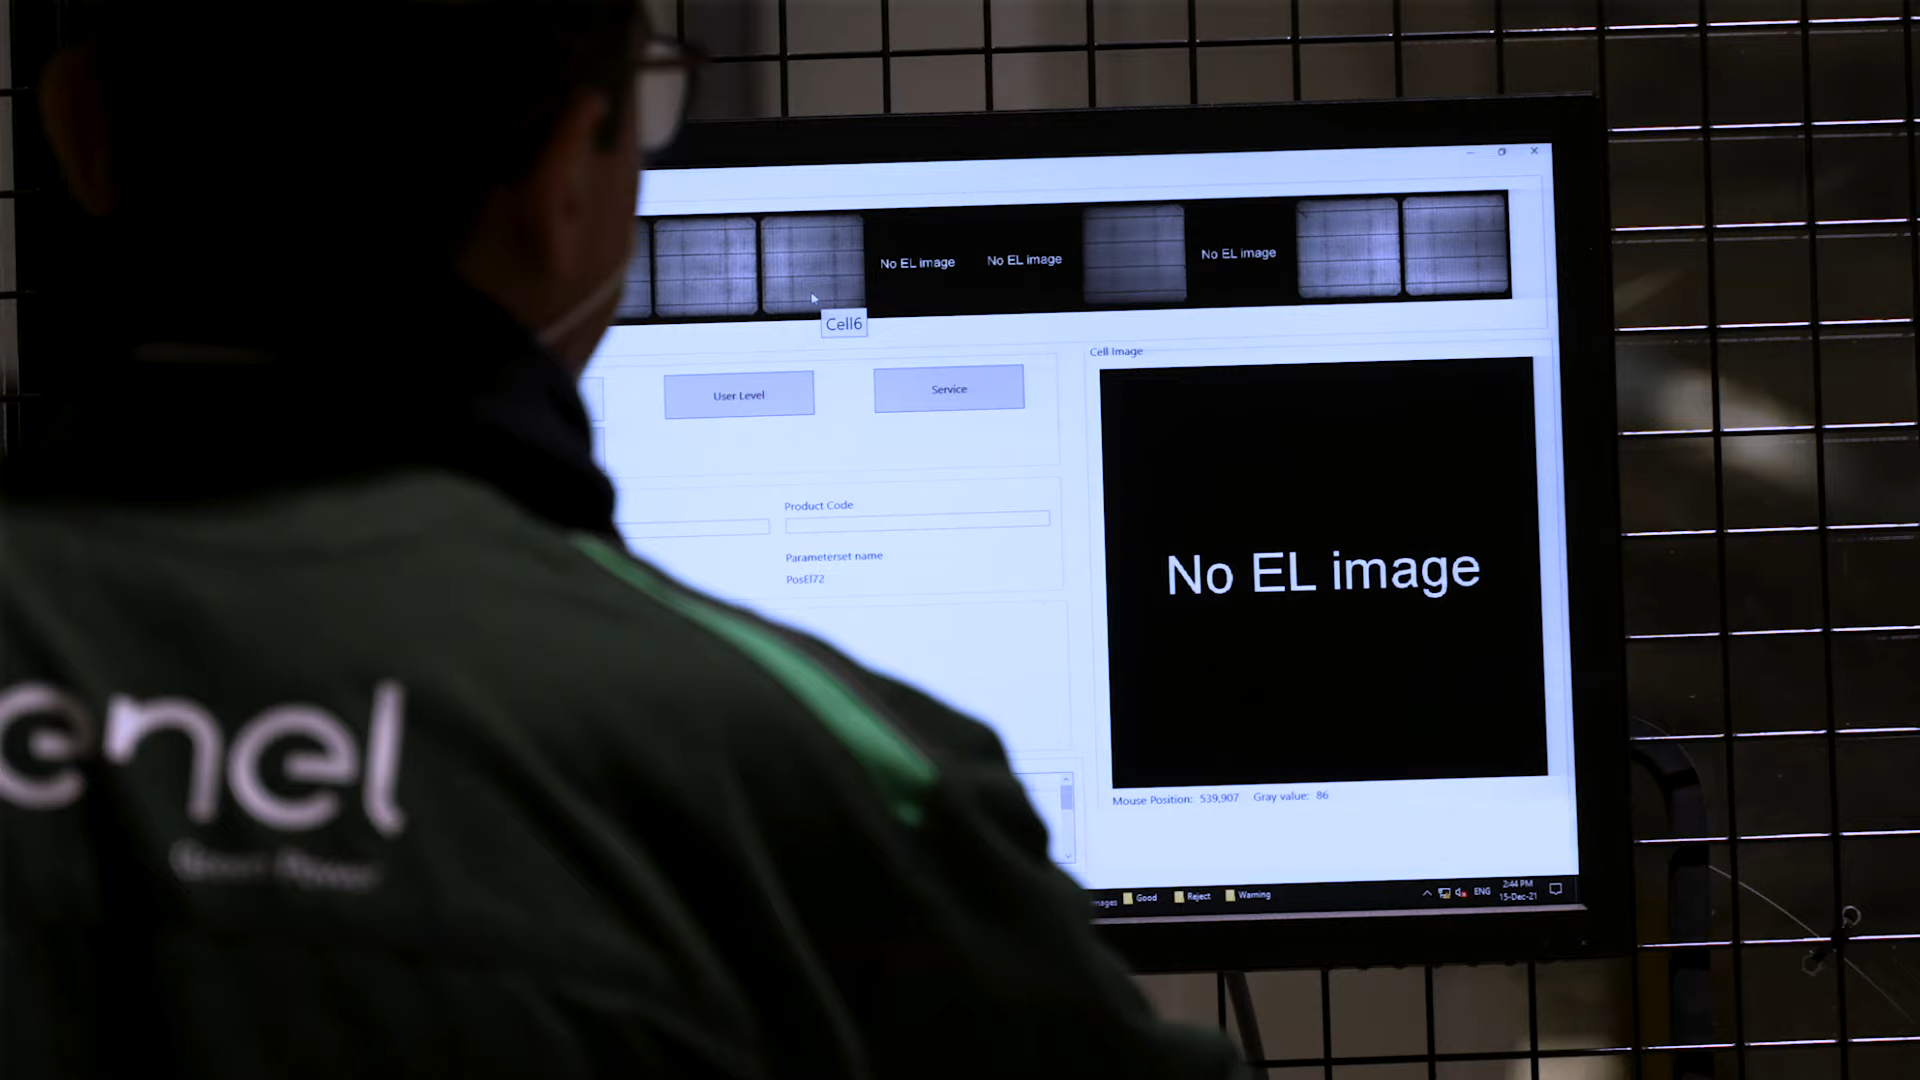 No EL image
No EL image
No EL image
Cell6
User Level
Service
Cell Image
Product Code
Parameterset name
PosEl72
No EL image
Mouse Position: 539,907 Gray value: 86
Good
Reject
Warning
ENG
2:44 PM
15-Dec-21
enel
Green Power